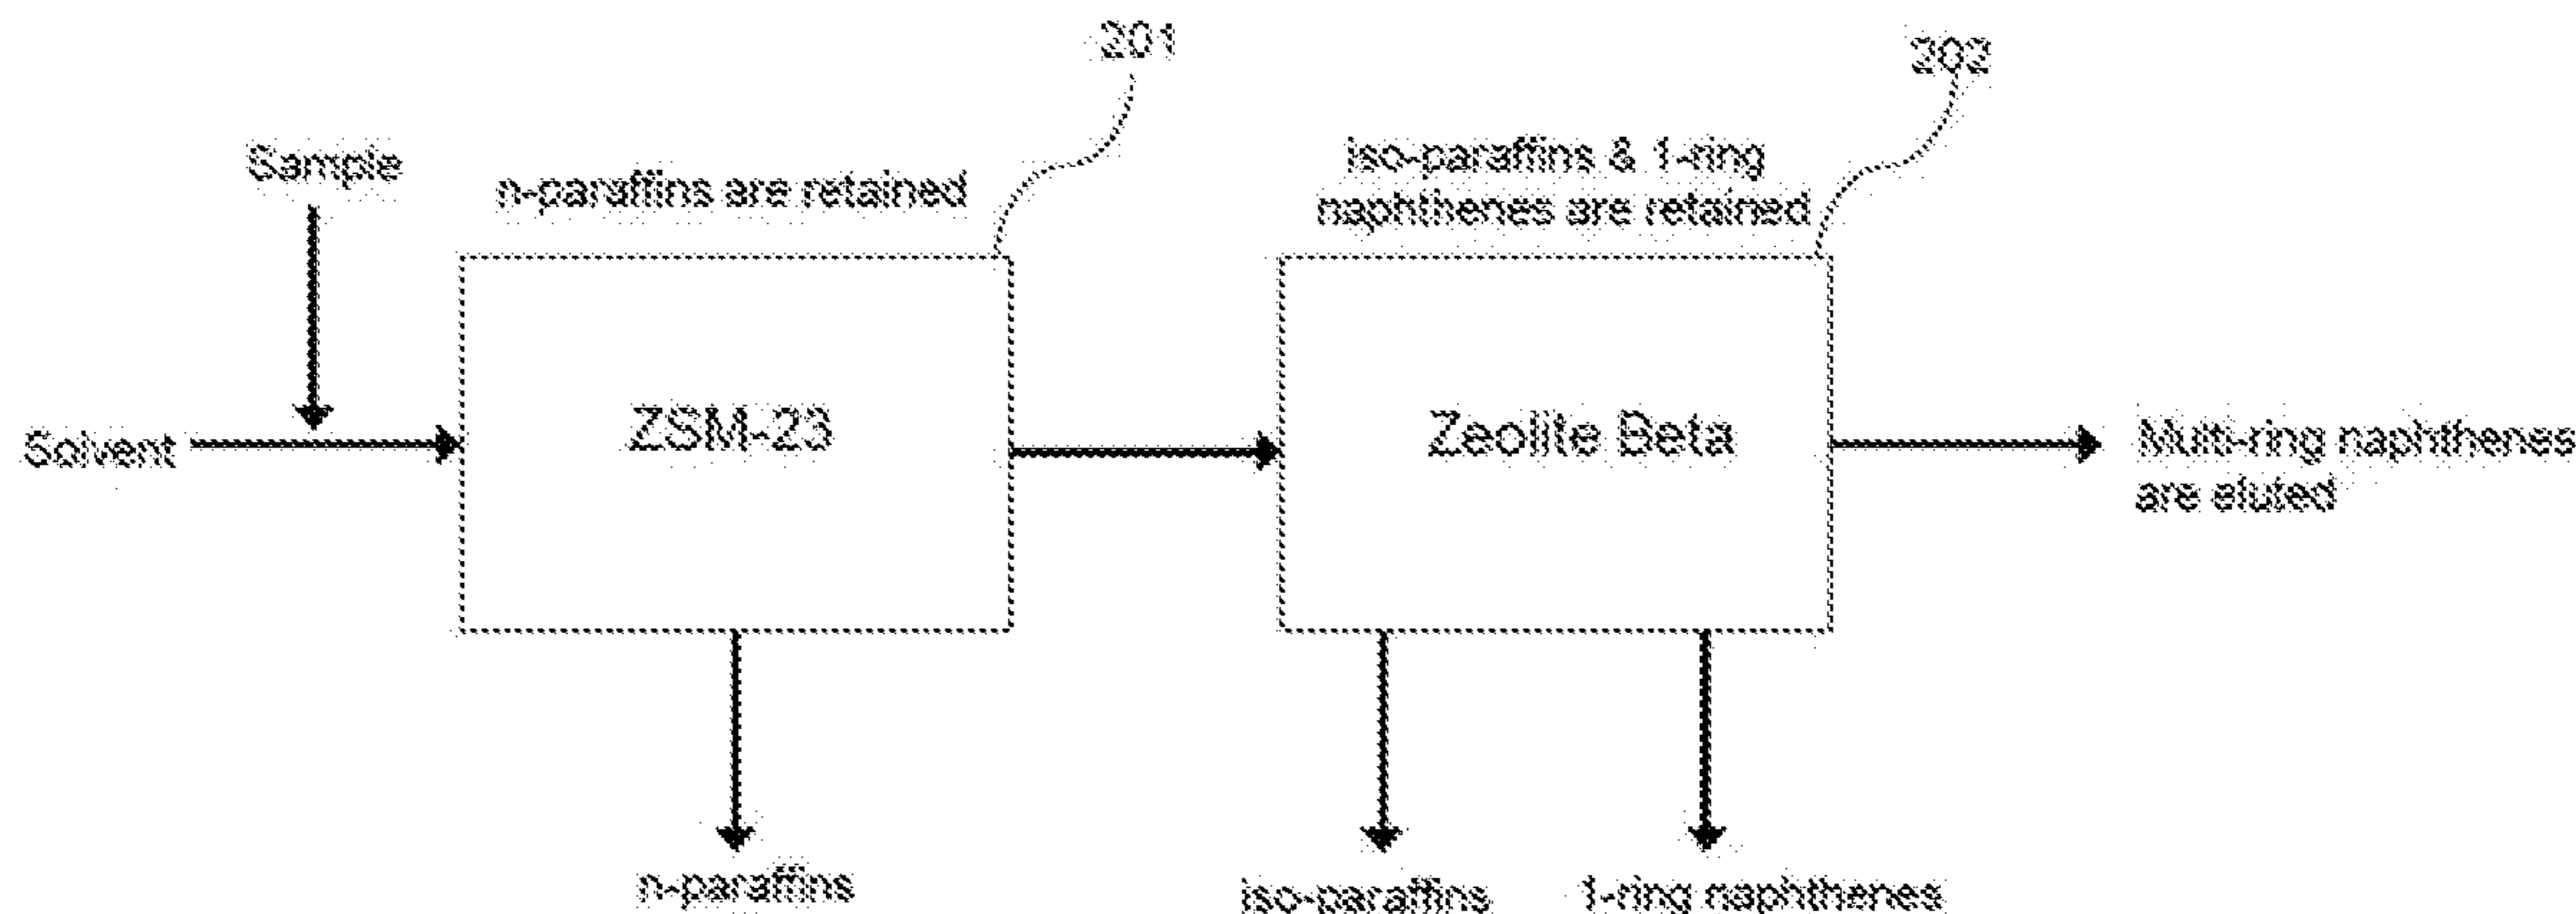 201
202
Sample
n-paraffins are retained
iso-paraffins & 1-ring
naphthenes are retained
Solvent
ZSM-23
Zeolite Beta
Multi-ring naphthenes
are eluted
n-paraffins
iso-paraffins
1-ring naphthenes